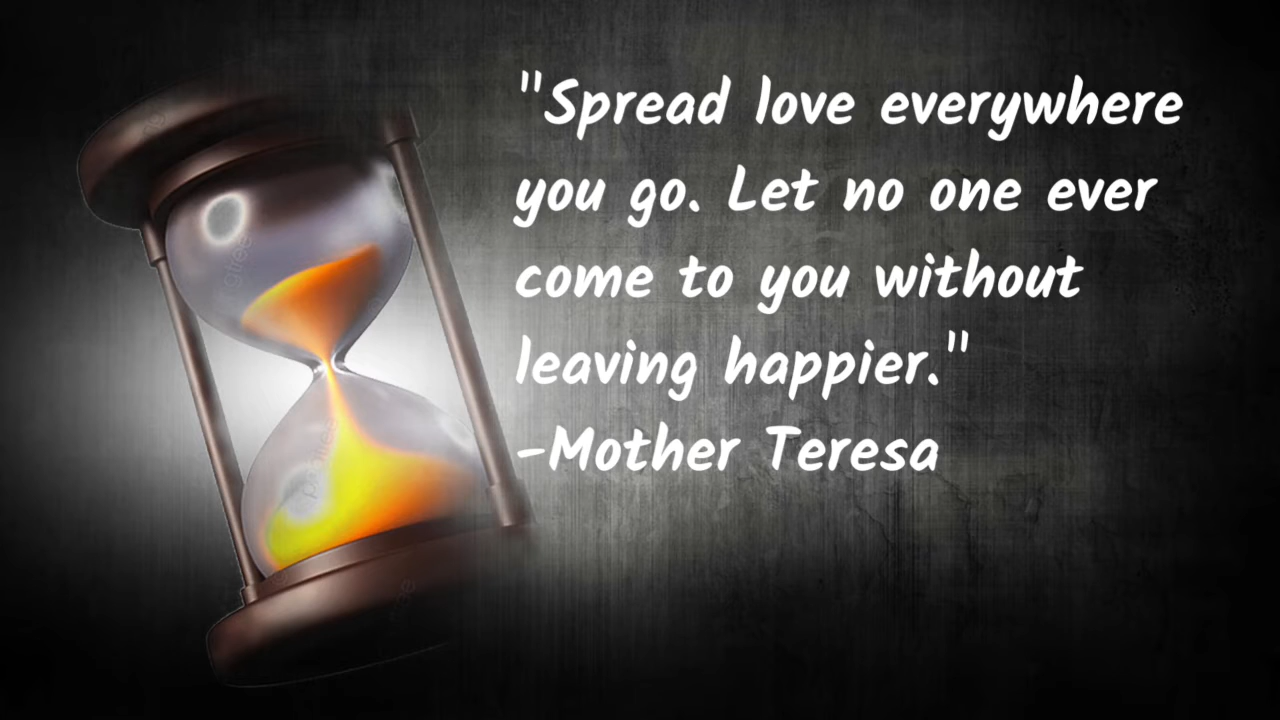 "Spread love everywhere
you go. Let no one ever
come to you without
leaving happier."
-Mother Teresa